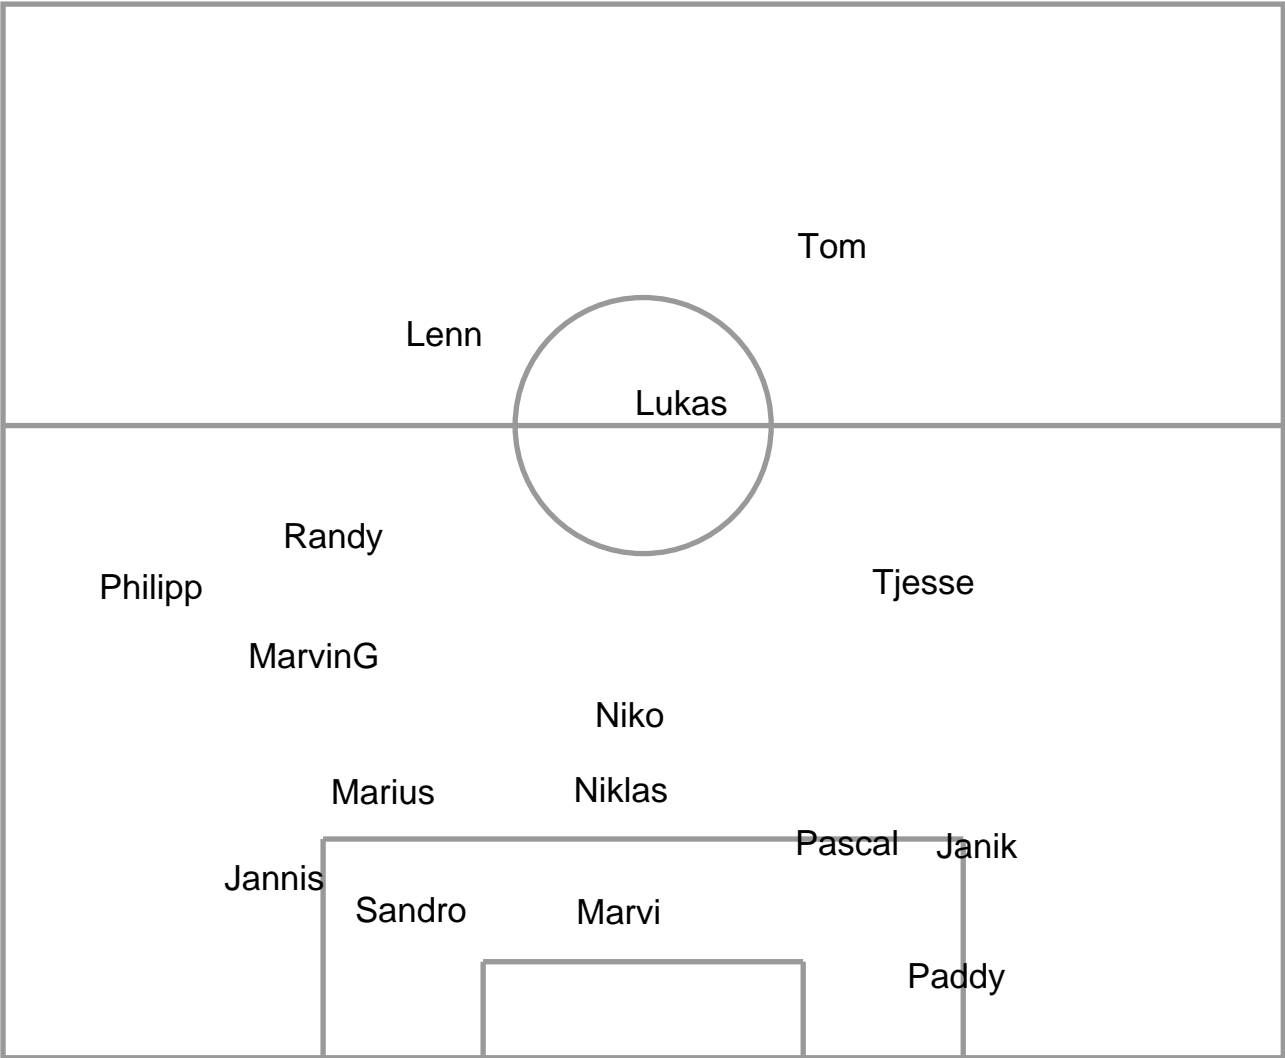 Tom
Lenn
Lukas
Randy
Philipp
Tjesse
MarvinG
Niko
Marius
Niklas
Pascal
Janik
Jannis
Sandro
Marvi
Paddy